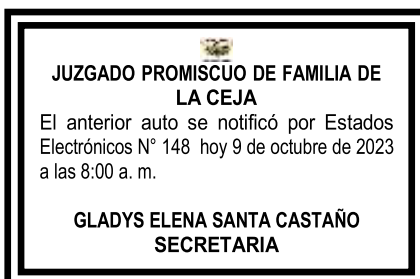 JUZGADO PROMISCUO DE FAMILIA DE
LA CEJA
El anterior auto se notificó por Estados
Electrónicos N° 148 hoy 9 de octubre de 2023
a las 8:00 a. m.
GLADYS ELENA SANTA CASTAÑO
SECRETARIA